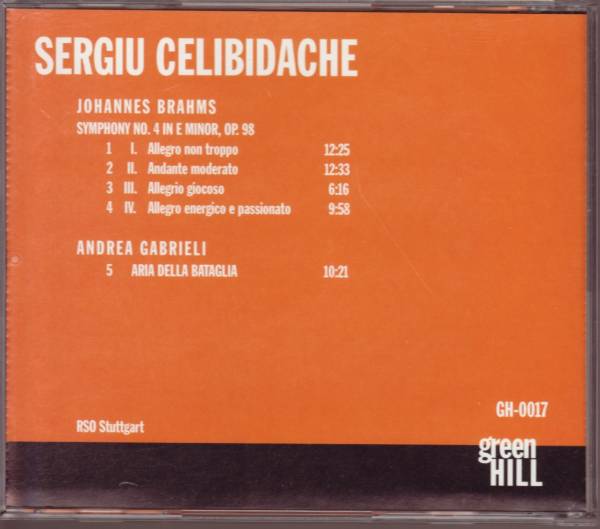 SERGIU CELIBIDACHE
JOHANNES BRAHMS
SYMPHONY NO. 4 IN E MINOR, OP. 98
1 I. Allegro non troppo 12:25
2 II. Andante moderato 12:33
3 III. Allegrio giocoso 6:16
4 IV. Allegro energico e passionato 9:58
ANDREA GABRIELI
5 ARIA DELLA BATAGLIA 10:21
GH-0017
RSO Stuttgart
green
HILL